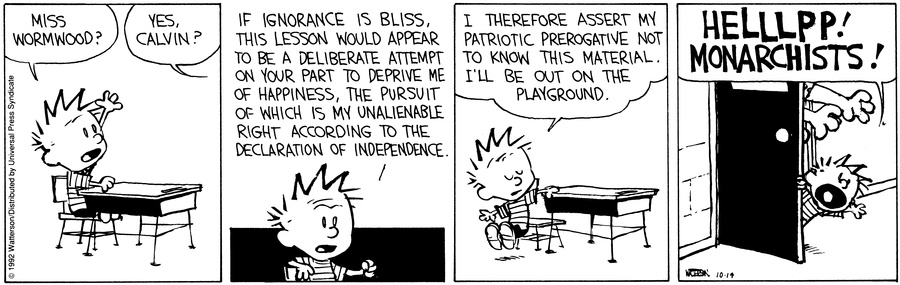 MISS
WORMWOOD?
YES,
CALVIN?
IF IGNORANCE IS BLISS,
THIS LESSON WOULD APPEAR
TO BE A DELIBERATE ATTEMPT
ON YOUR PART TO DEPRIVE ME
OF HAPPINESS, THE PURSUIT
OF WHICH IS MY UNALIENABLE
RIGHT ACCORDING TO THE
DECLARATION OF INDEPENDENCE.
I THEREFORE ASSERT MY
PATRIOTIC PREROGATIVE NOT
TO KNOW THIS MATERIAL.
I'LL BE OUT ON THE
PLAYGROUND.
HELLLPP!
MONARCHISTS!
© 1992 Watterson/Distributed by Universal Press Syndicate
WATTERSON 10-19